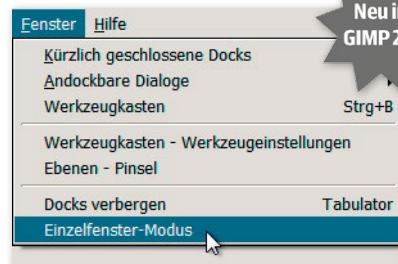 Fenster Hilfe
Neu i
GIMP 2
Kürzlich geschlossene Docks
Andockbare Dialoge
Werkzeugkasten Strg+B
Werkzeugkasten - Werkzeugeinstellungen
Ebenen - Pinsel
Docks verbergen Tabulator
Einzelfenster-Modus